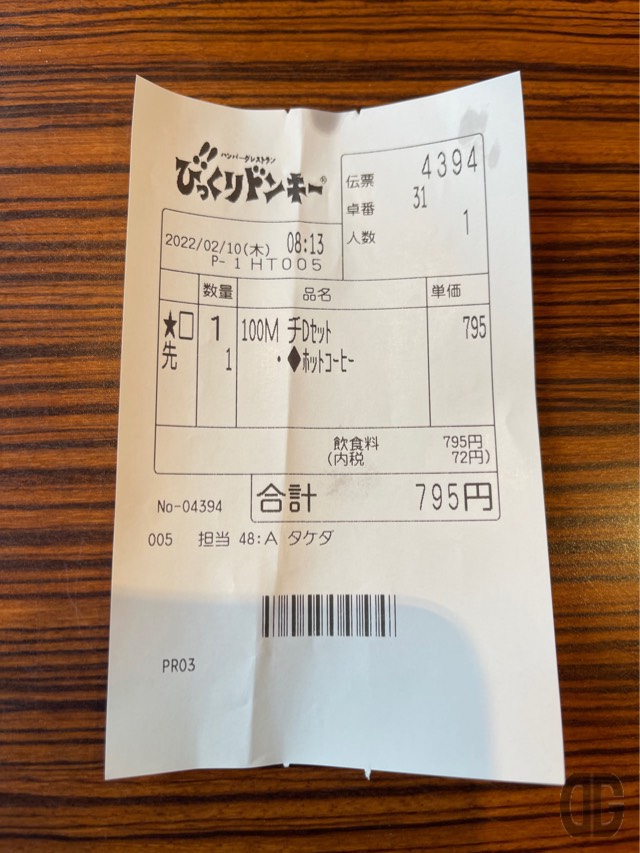 ハンバーグレストラン
びっくりドンキー®
伝票 4394
卓番 31
人数 1
2022/02/10(木) 08:13
P- 1 HT005
数量 品名 単価
★□ 1 100M チDセット 795
先 1 ・◆ホットコーヒー
飲食料 795円
(内税 72円)
合計 795円
No-04394
005 担当 48:A タケダ
PR03
DG